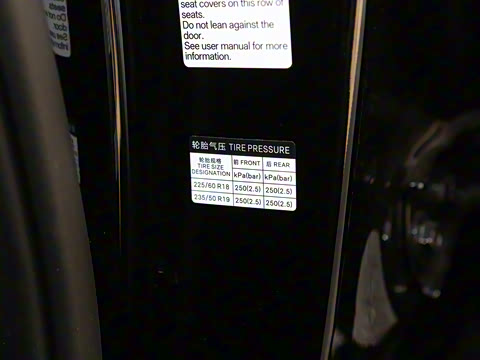 seat covers on this row of
seats.
Do not lean against the
door.
See user manual for more
information.
轮胎气压 TIRE PRESSURE
轮胎规格 前 FRONT 后 REAR
TIRE SIZE
DESIGNATION kPa(bar) kPa(bar)
225/60 R18 250(2.5) 250(2.5)
235/50 R19 250(2.5) 250(2.5)